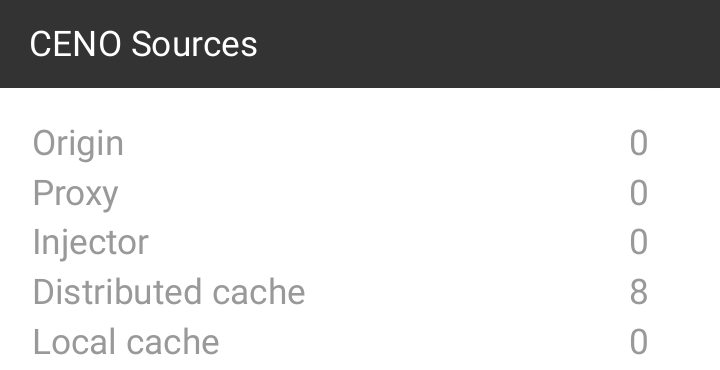 CENO Sources
Origin 0
Proxy 0
Injector 0
Distributed cache 8
Local cache 0